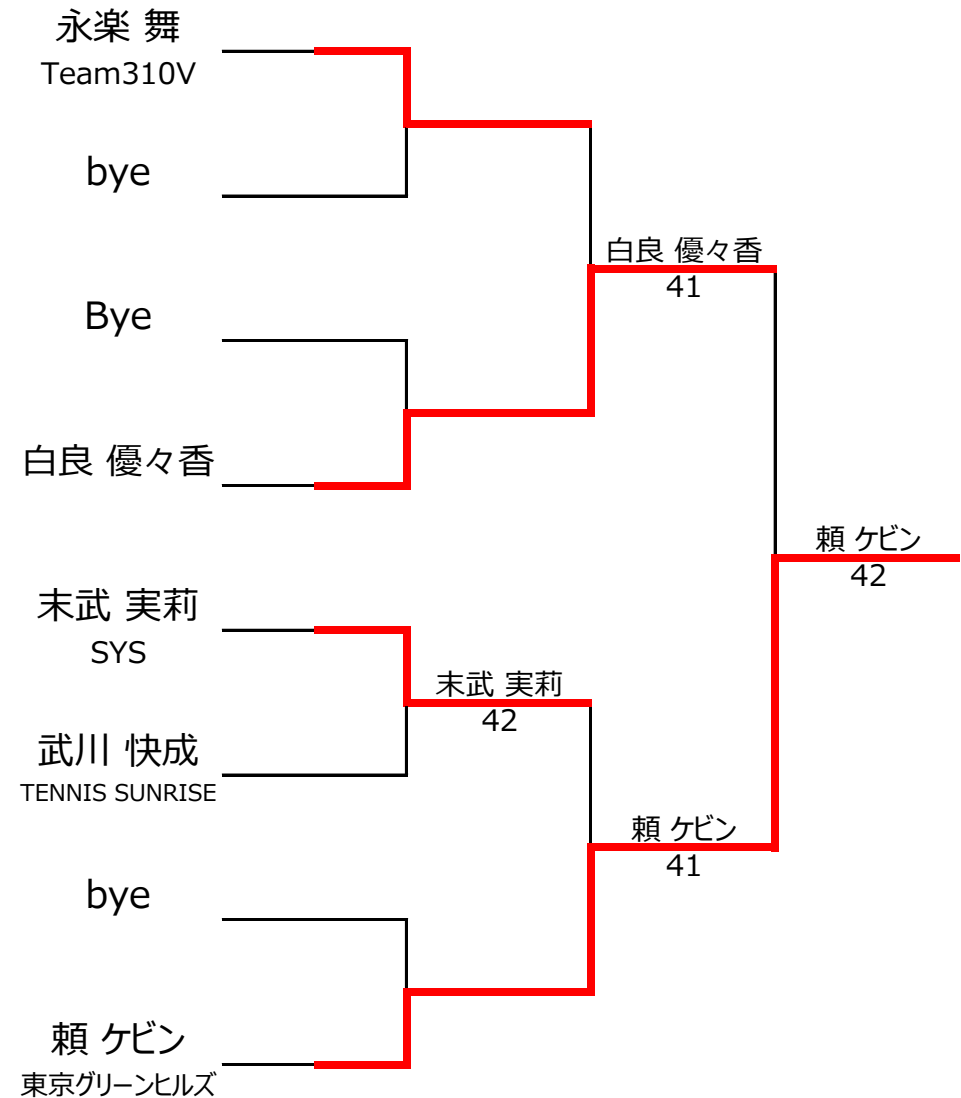 永楽 舞
Team310V
bye
Bye
白良 優々香
末武 実莉
SYS
武川 快成
TENNIS SUNRISE
bye
頼 ケビン
東京グリーンヒルズ
末武 実莉
42
白良 優々香
41
頼 ケビン
41
頼 ケビン
42